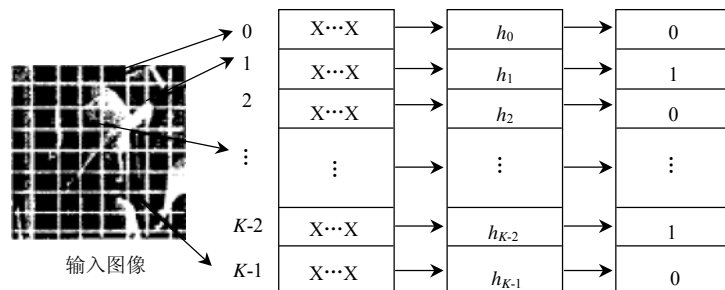 0 X···X h0 0
1 X···X h1 1
2 X···X h2 0
⋮ ⋮ ⋮ ⋮
K-2 X···X hK-2 1
K-1 X···X hK-1 0
输入图像